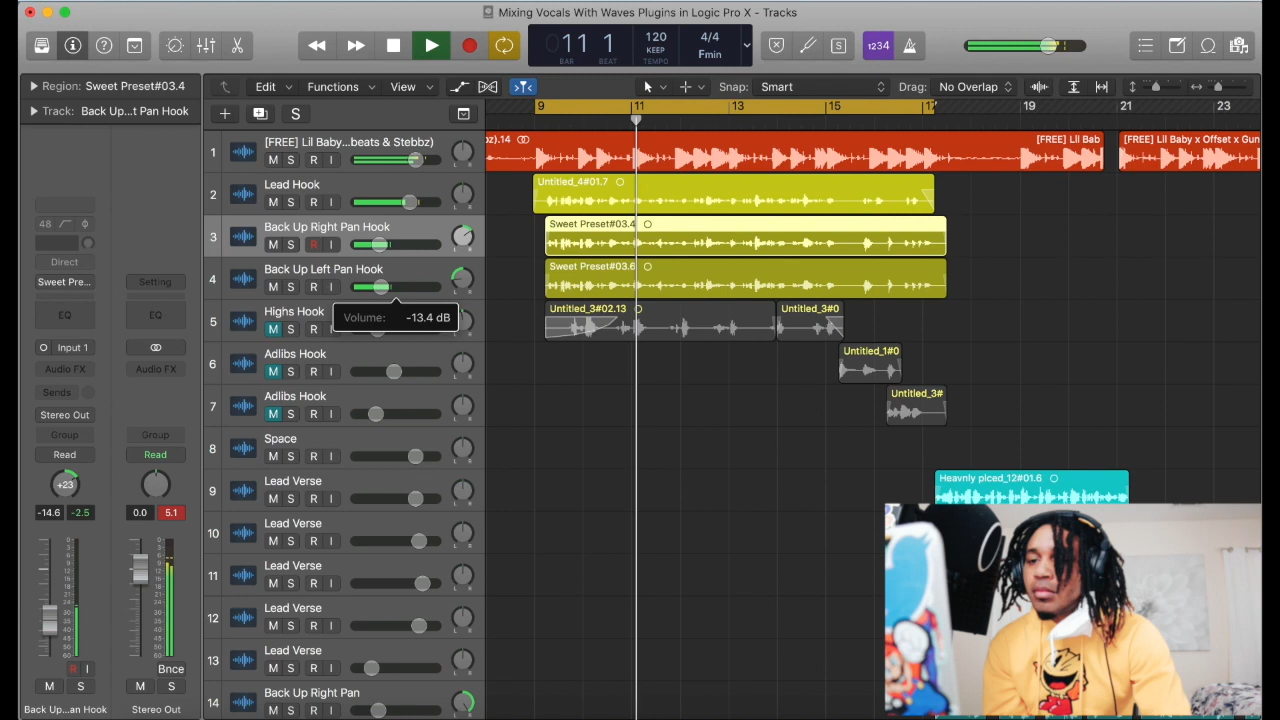 Mixing Vocals With Waves Plugins in Logic Pro X - Tracks
11 1
BAR BEAT
120
KEEP
TEMPO
4/4
Fmin
1234
Region: Sweet Preset#03.4
Edit Functions View Snap: Smart Drag: No Overlap
Track: Back Up...t Pan Hook
S
9 11 13 15 17 19 21 23
1 [FREE] Lil Baby...beats & Stebbz)
M S R I
L R
oz).14
[FREE] Lil Bab
[FREE] Lil Baby x Offset x Gun
2 Lead Hook
M S R I
L R
Untitled_4#01.7
3 Back Up Right Pan Hook
M S R I
L R
Sweet Preset#03.4
4 Back Up Left Pan Hook
M S R I
Sweet Preset#03.6
Volume: -13.4 dB
5 Highs Hook
M S R I
L R
Untitled_3#02.13
Untitled_3#0
6 Adlibs Hook
M S R I
L R
Untitled_1#0
7 Adlibs Hook
M S R I
L R
Untitled_3#
8 Space
M S R I
L R
9 Lead Verse
M S R I
L R
Heavnly piced_12#01.6
10 Lead Verse
M S R I
L R
11 Lead Verse
M S R I
L R
12 Lead Verse
M S R I
L R
13 Lead Verse
M S R I
L R
14 Back Up Right Pan
M S R I
L R
48
Direct
Sweet Pre... Setting
EQ EQ
Input 1
Audio FX Audio FX
Sends
Stereo Out
Group Group
Read Read
+23
-14.6 -2.5 0.0 5.1
R I Bnce
M S M S
Back Up...an Hook Stereo Out